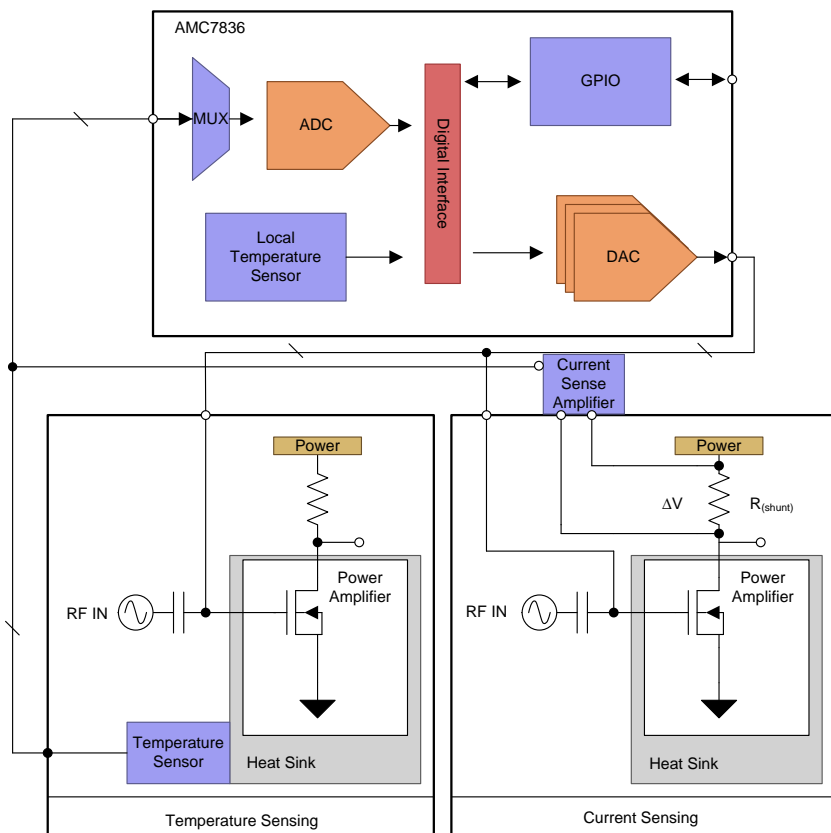 AMC7836
MUX
ADC
Digital Interface
GPIO
Local
Temperature
Sensor
DAC
Current
Sense
Amplifier
Power
Power
ΔV
R(shunt)
RF IN
Power
Amplifier
RF IN
Power
Amplifier
Temperature
Sensor
Heat Sink
Heat Sink
Temperature Sensing
Current Sensing